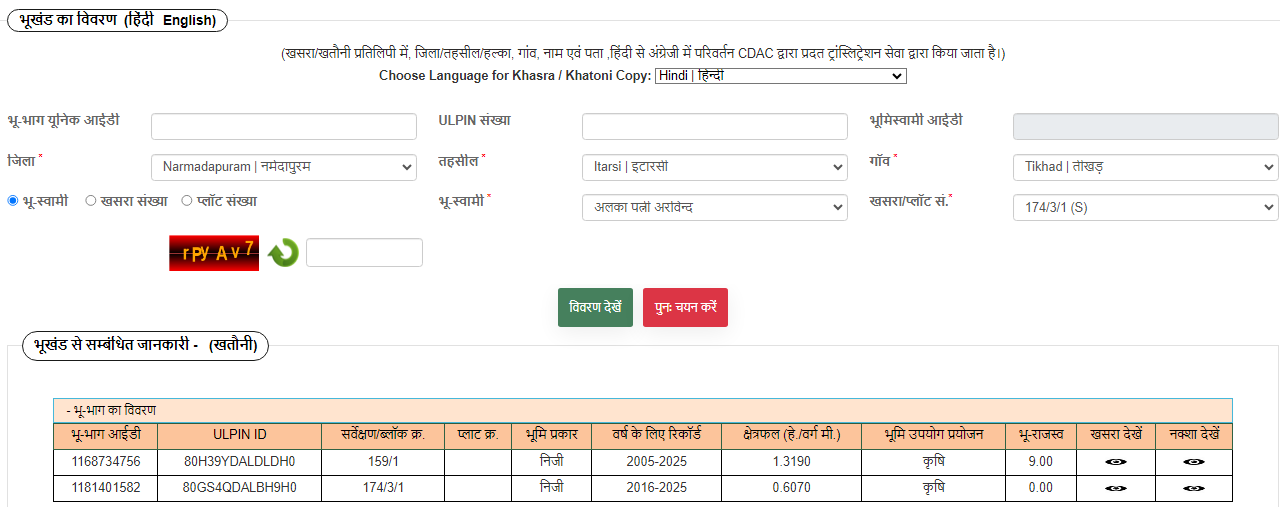 भूखंड का विवरण (हिंदी English)
(खसरा/खतौनी प्रतिलिपी में, जिला/तहसील/हल्का, गांव, नाम एवं पता ,हिंदी से अंग्रेजी में परिवर्तन CDAC द्वारा प्रदत ट्रांस्लिट्रेशन सेवा द्वारा किया जाता है।)
Choose Language for Khasra / Khatoni Copy: Hindi | हिन्दी
भू-भाग यूनिक आईडी ULPIN संख्या भूमिस्वामी आईडी
जिला * Narmadapuram | नर्मदापुरम तहसील * Itarsi | इटारसी गॉव * Tikhad | तीखड़
भू-स्वामी खसरा संख्या प्लॉट संख्या भू-स्वामी * अलका पत्नी अरविन्द खसरा/प्लॉट सं.* 174/3/1 (S)
rpyAv7
विवरण देखें पुनः चयन करें
भूखंड से सम्बंधित जानकारी - (खतौनी)
- भू-भाग का विवरण
भू-भाग आईडी ULPIN ID सर्वेक्षण/ब्लॉक क्र. प्लाट क्र. भूमि प्रकार वर्ष के लिए रिकॉर्ड क्षेत्रफल (हे./वर्ग मी.) भूमि उपयोग प्रयोजन भू-राजस्व खसरा देखें नक्शा देखें
1168734756 80H39YDALDLDH0 159/1 निजी 2005-2025 1.3190 कृषि 9.00
1181401582 80GS4QDALBH9H0 174/3/1 निजी 2016-2025 0.6070 कृषि 0.00